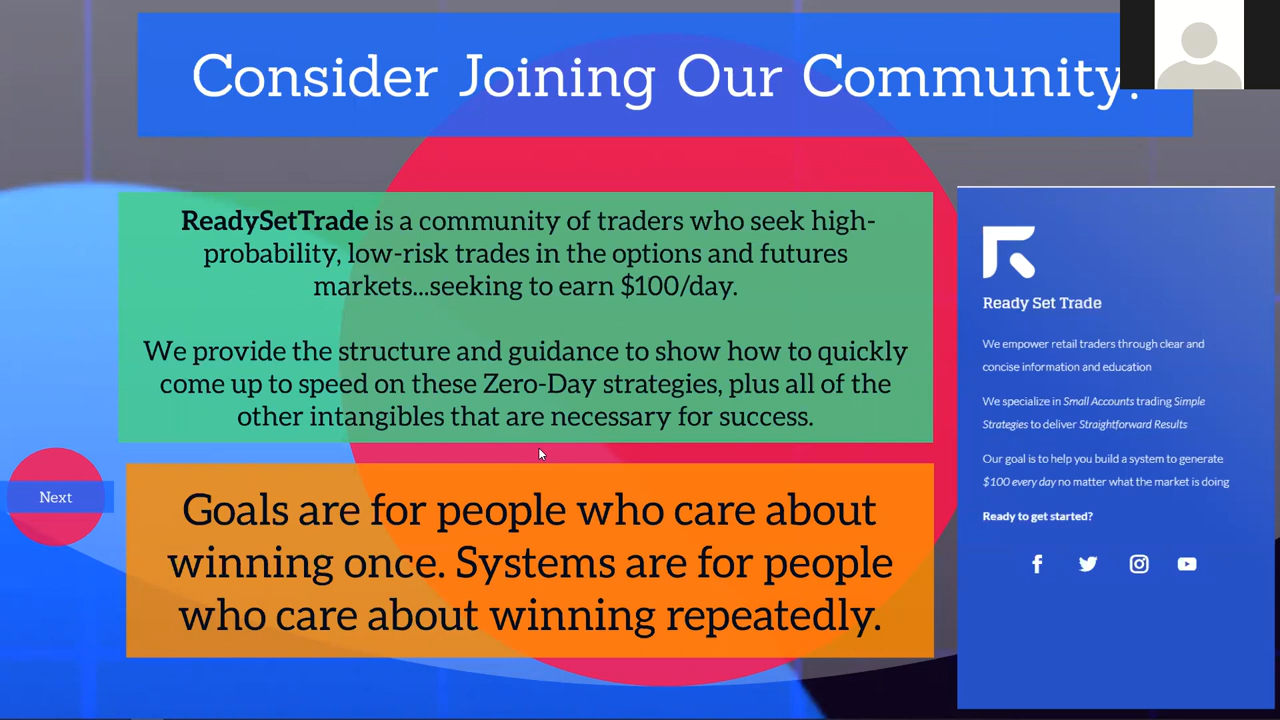 Consider Joining Our Community!
ReadySetTrade is a community of traders who seek high-
probability, low-risk trades in the options and futures
markets...seeking to earn $100/day.
We provide the structure and guidance to show how to quickly
come up to speed on these Zero-Day strategies, plus all of the
other intangibles that are necessary for success.
Goals are for people who care about
winning once. Systems are for people
who care about winning repeatedly.
Next
Ready Set Trade
We empower retail traders through clear and
concise information and education
We specialize in Small Accounts trading Simple
Strategies to deliver Straightforward Results
Our goal is to help you build a system to generate
$100 every day no matter what the market is doing
Ready to get started?